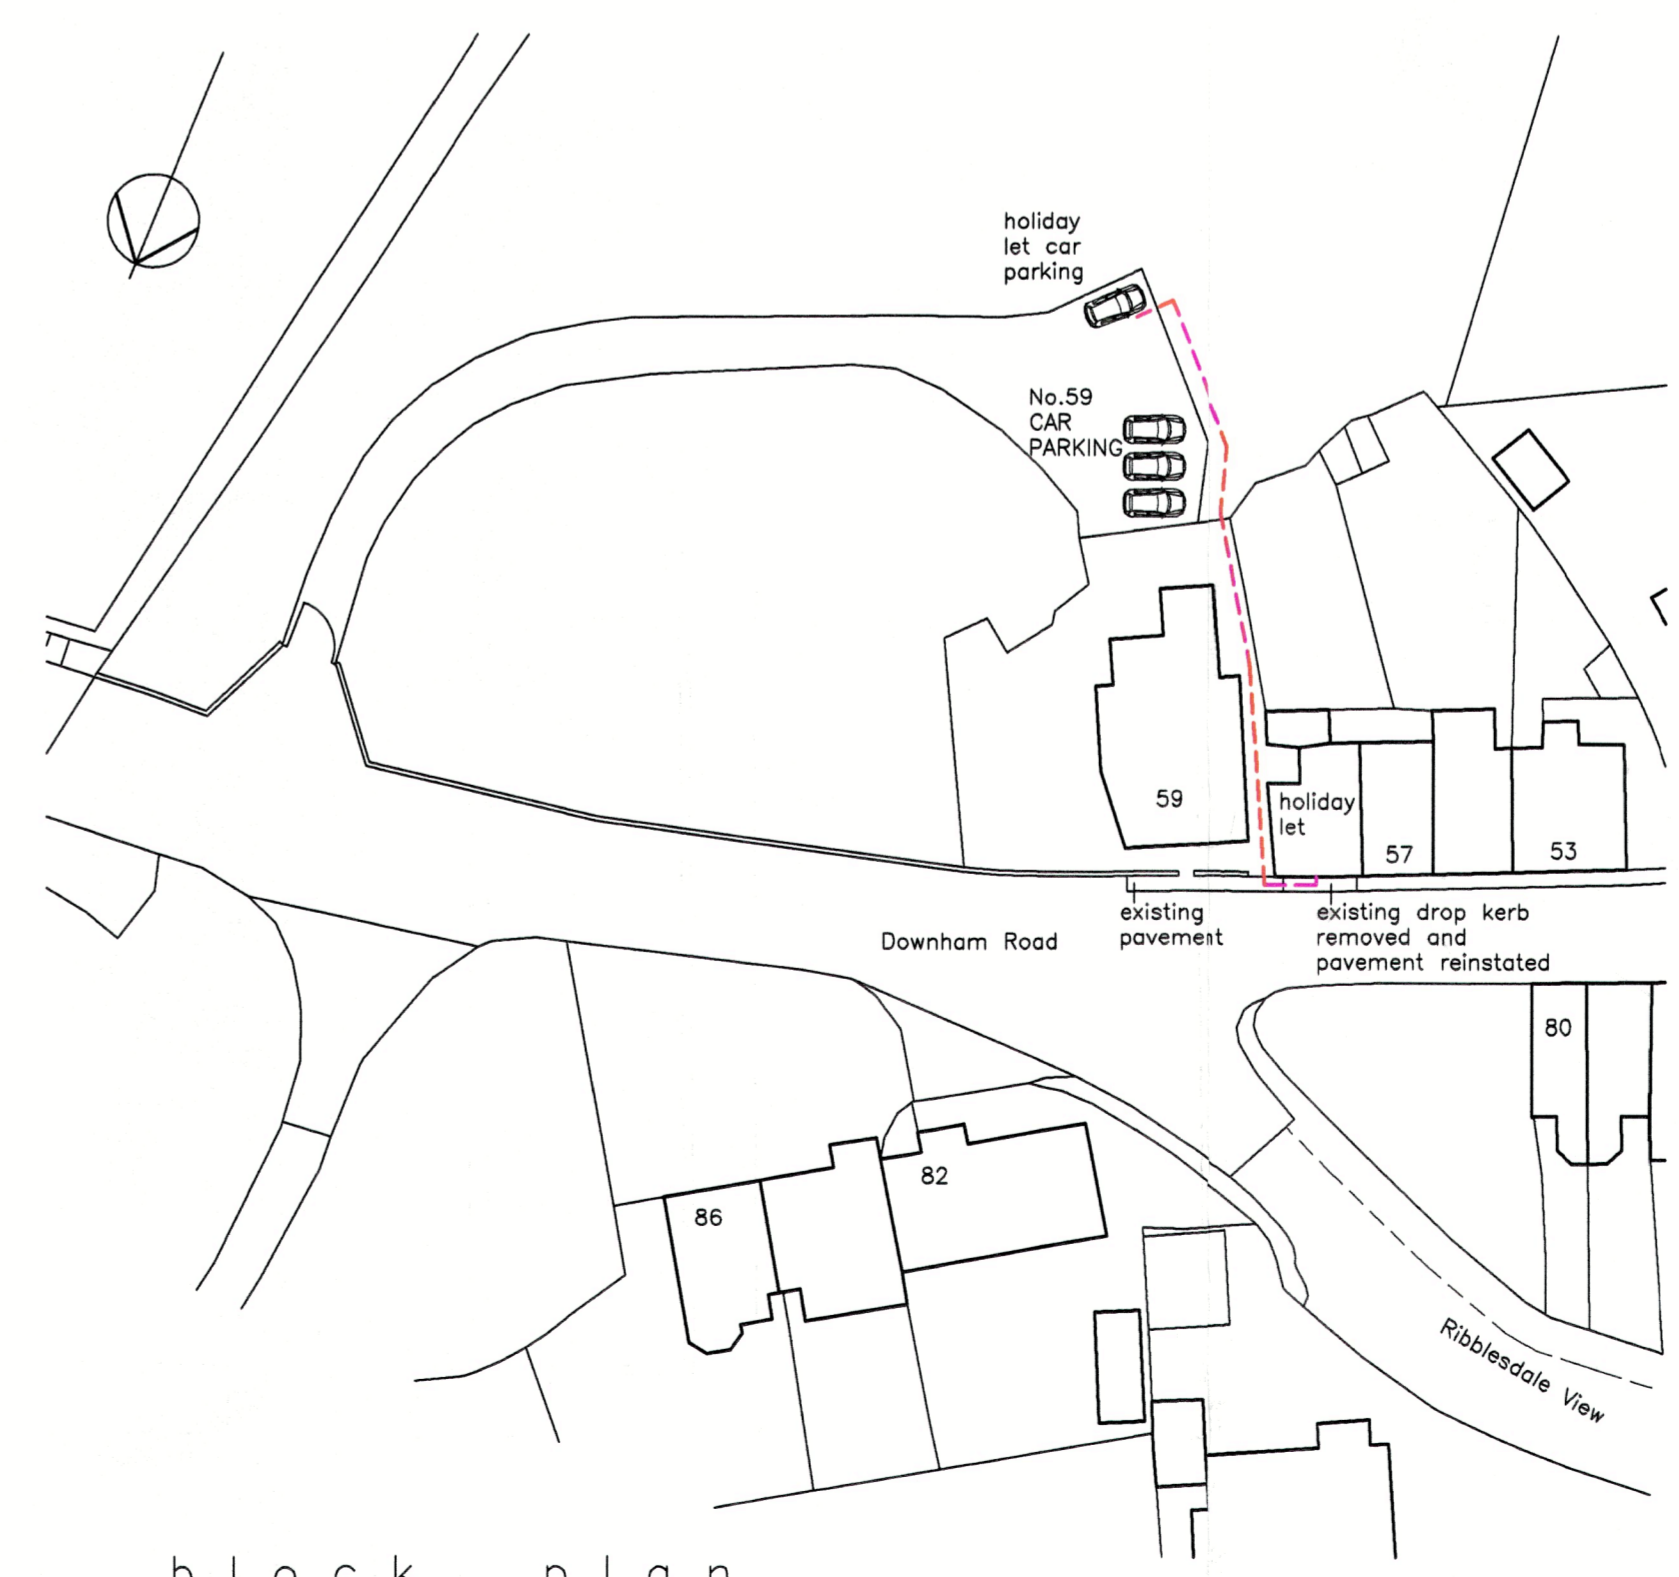 holiday
let car
parking
No.59
CAR
PARKING
59
holiday
let
57
53
existing
pavement
existing drop kerb
removed and
pavement reinstated
Downham Road
80
82
86
Ribblesdale View
block plan